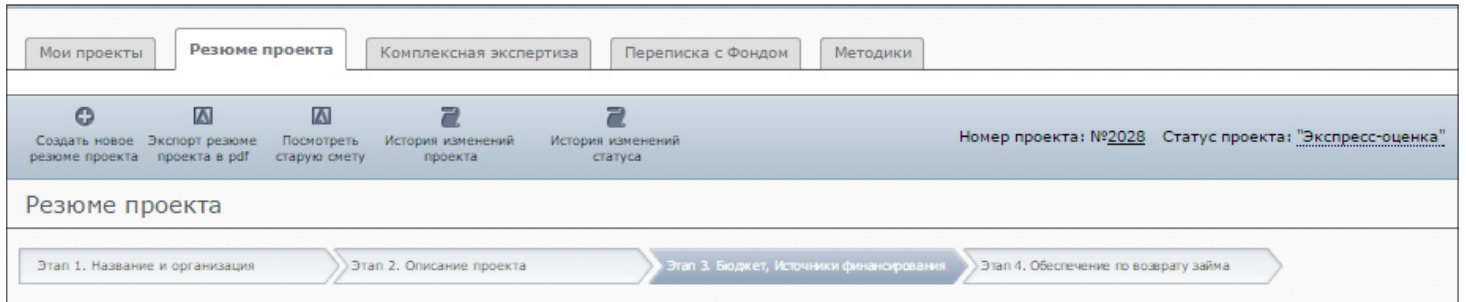 Мои проекты Резюме проекта Комплексная экспертиза Переписка с Фондом Методики
Создать новое резюме проекта
Экспорт резюме проекта в pdf
Посмотреть старую смету
История изменений проекта
История изменений статуса
Номер проекта: №2028 Статус проекта: "Экспресс-оценка"
Резюме проекта
Этап 1. Название и организация Этап 2. Описание проекта Этап 3. Бюджет, Источники финансирования Этап 4. Обеспечение по возврату займа